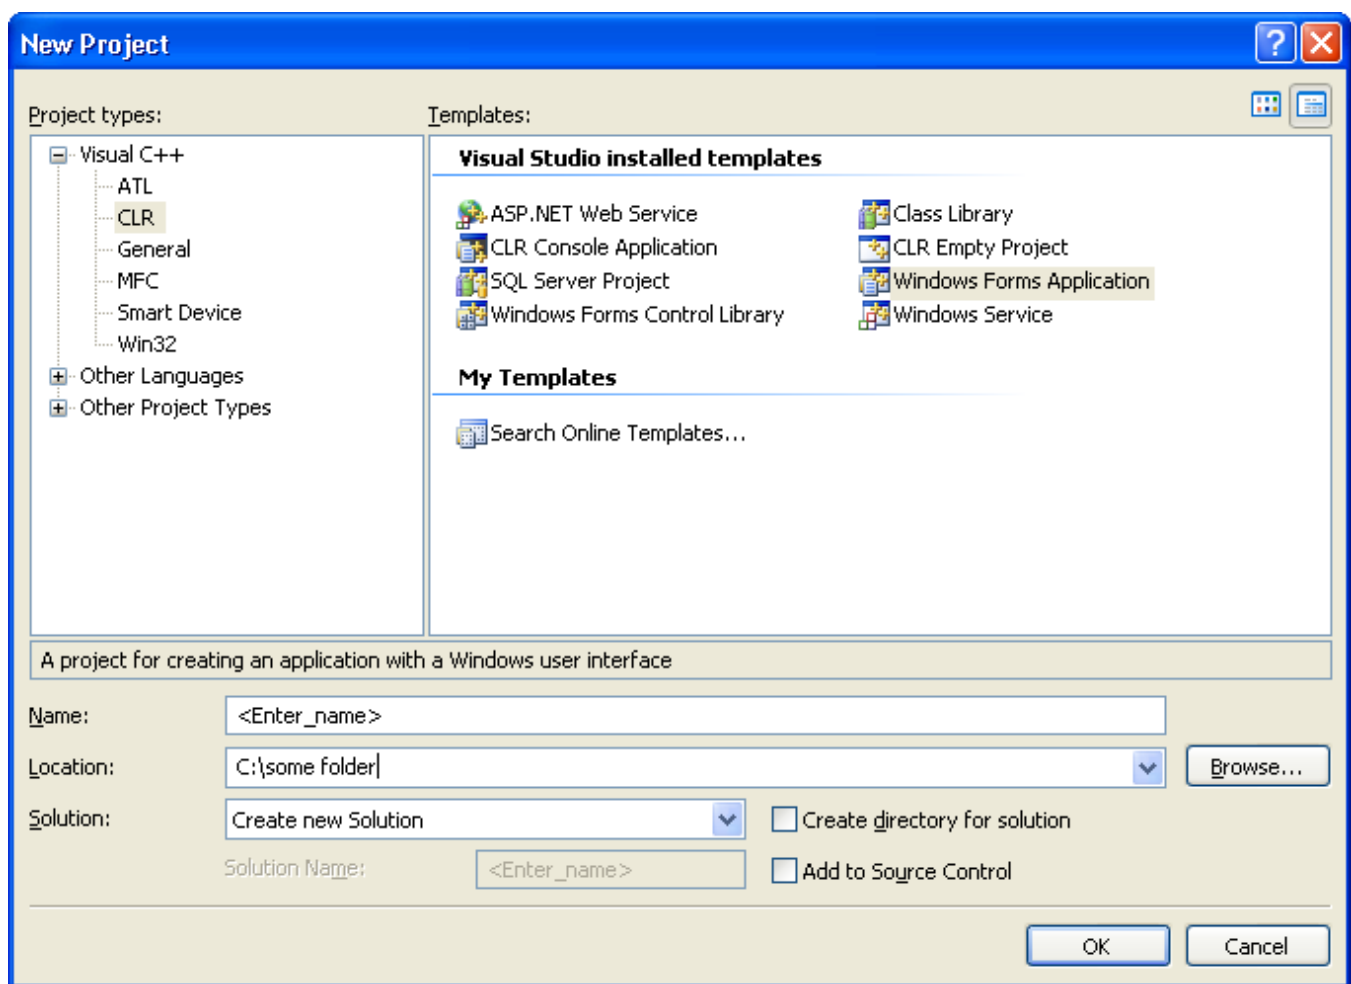 New Project
Project types:
Templates:
Visual C++
ATL
CLR
General
MFC
Smart Device
Win32
Other Languages
Other Project Types
Visual Studio installed templates
ASP.NET Web Service
Class Library
CLR Console Application
CLR Empty Project
SQL Server Project
Windows Forms Application
Windows Forms Control Library
Windows Service
My Templates
Search Online Templates...
A project for creating an application with a Windows user interface
Name:
<Enter_name>
Location:
C:\some folder
Browse...
Solution:
Create new Solution
Create directory for solution
Solution Name:
<Enter_name>
Add to Source Control
OK
Cancel